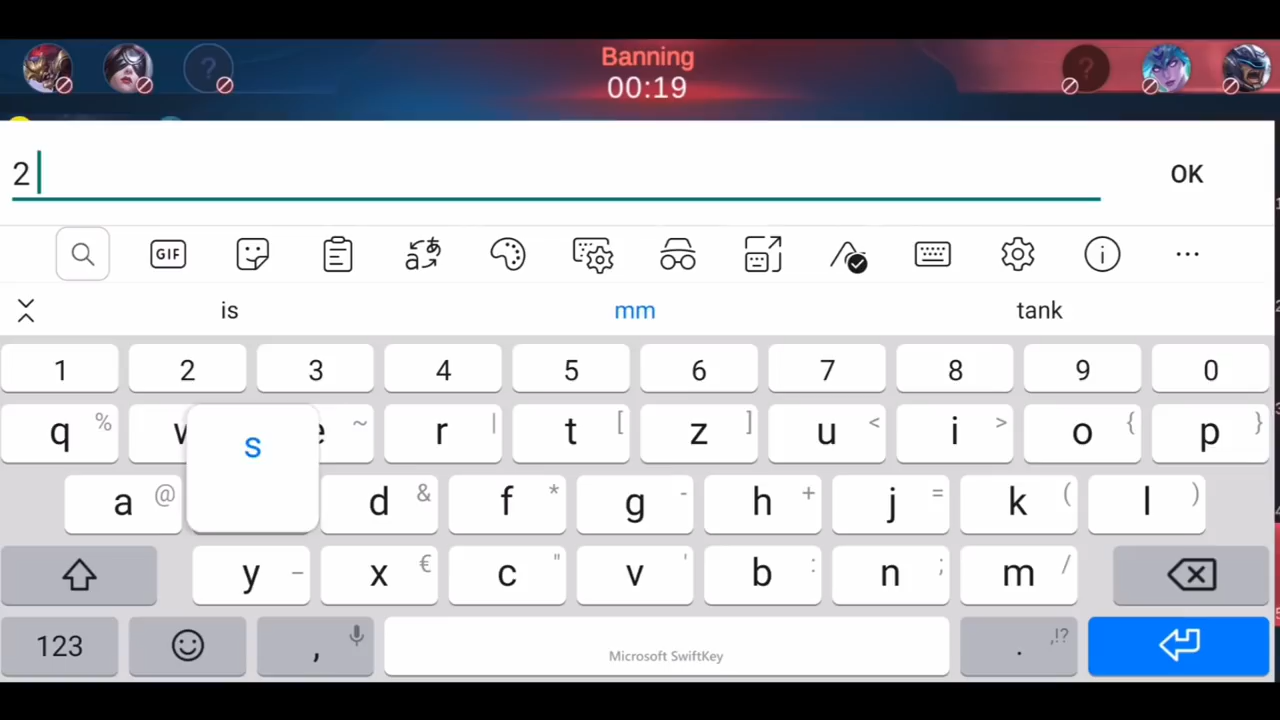 Banning
00:19
2
OK
GIF
is mm tank
1 2 3 4 5 6 7 8 9 0
q % w s e ~ r | t [ z ] u < i > o { p }
a @ d & f * g - h + j = k ( l )
y – x € c " v ' b : n ; m /
123 , Microsoft SwiftKey . ,!?